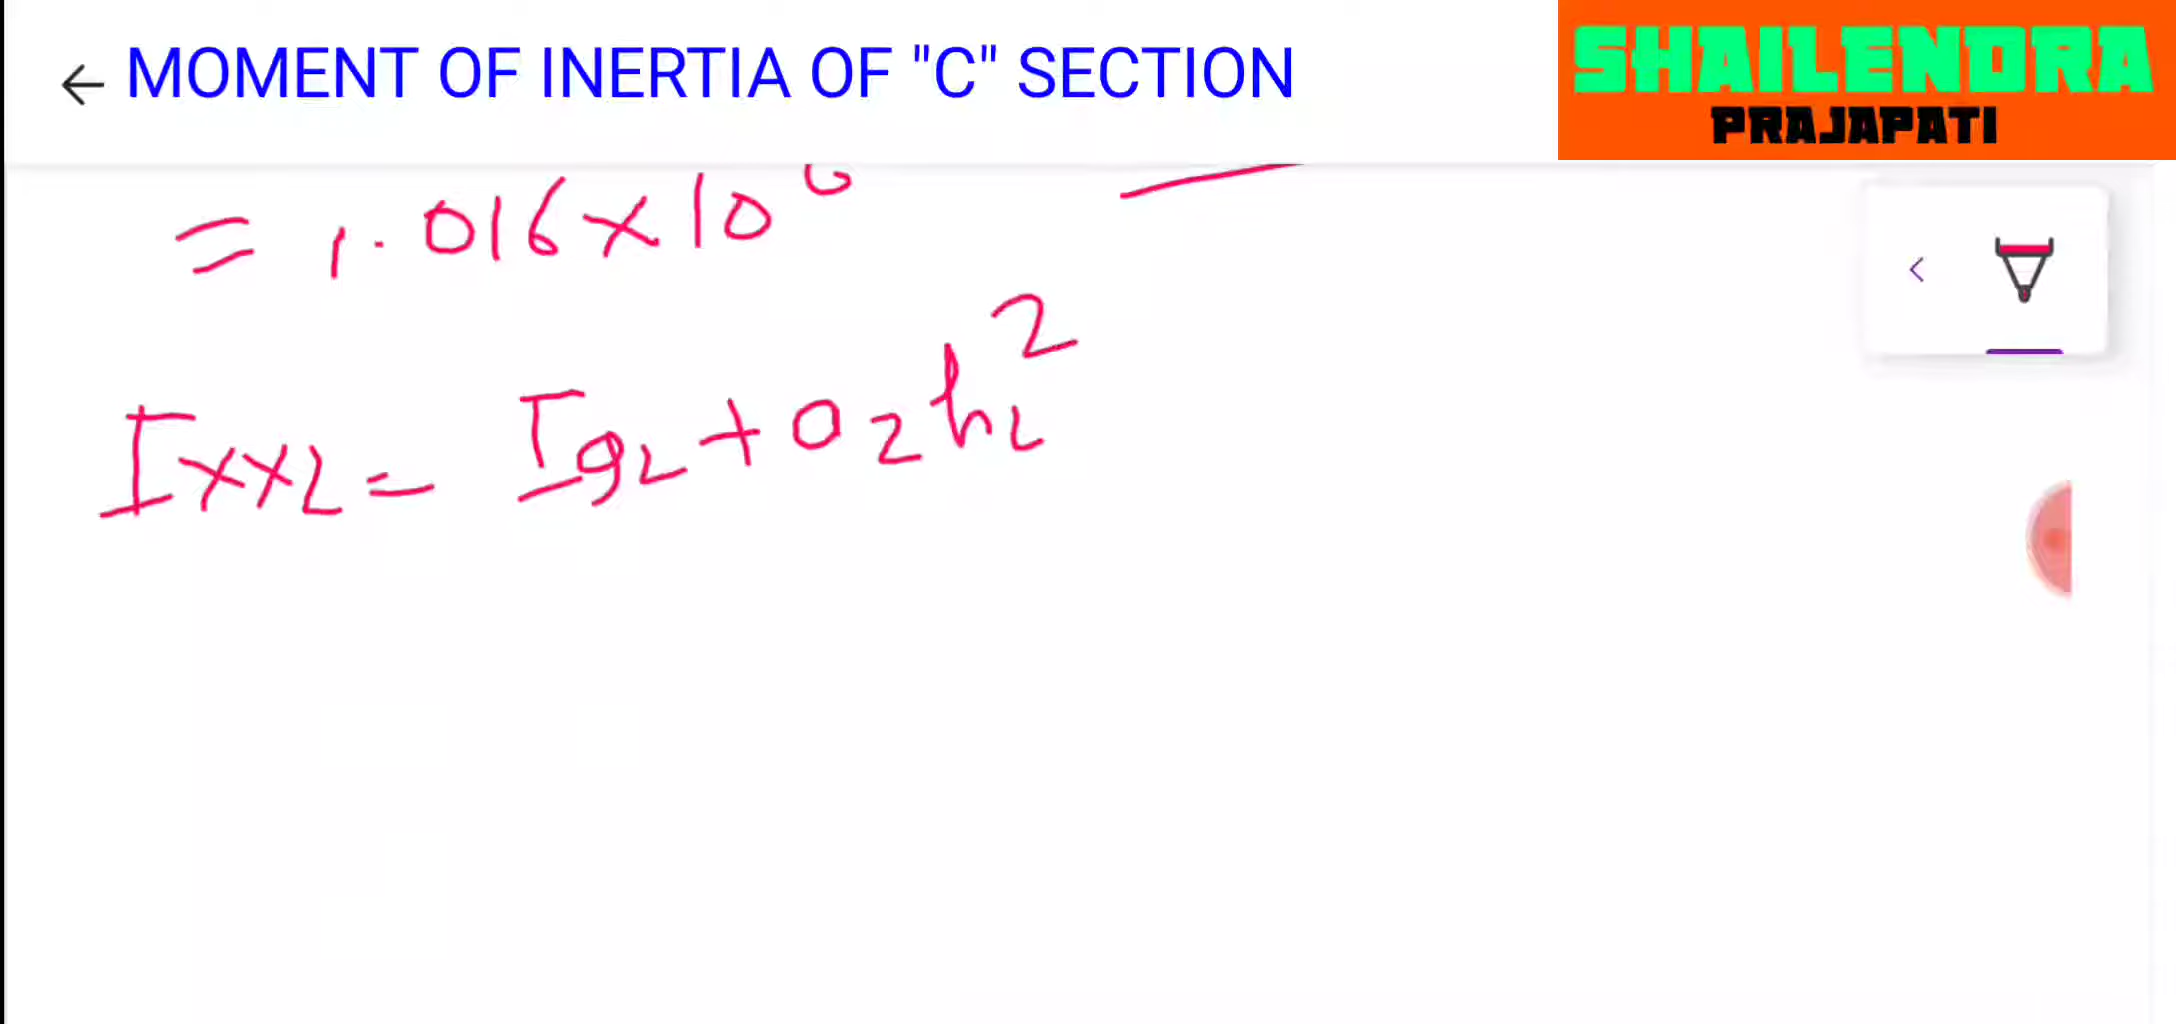 ← MOMENT OF INERTIA OF "C" SECTION
SHAILENDRA
PRAJAPATI
= 1.016×10
Ixx2 = Ig2 + a2h2²